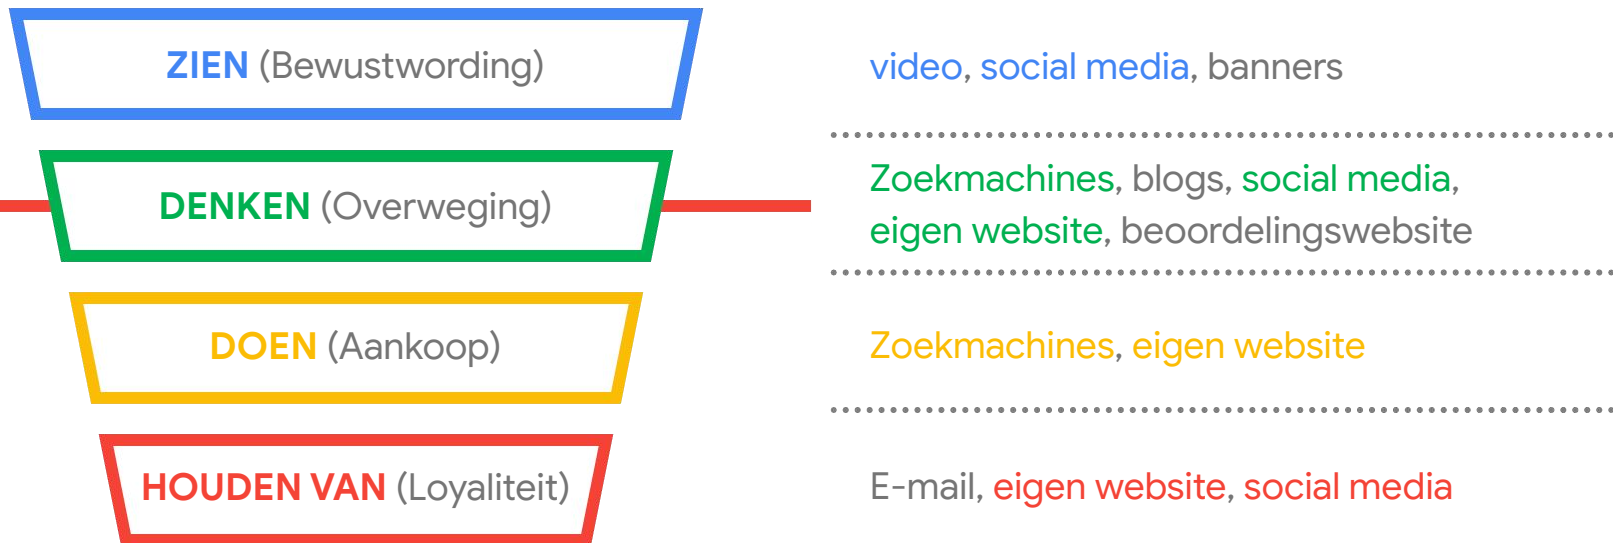 ZIEN (Bewustwording)
video, social media, banners
DENKEN (Overweging)
Zoekmachines, blogs, social media,
eigen website, beoordelingswebsite
DOEN (Aankoop)
Zoekmachines, eigen website
HOUDEN VAN (Loyaliteit)
E-mail, eigen website, social media